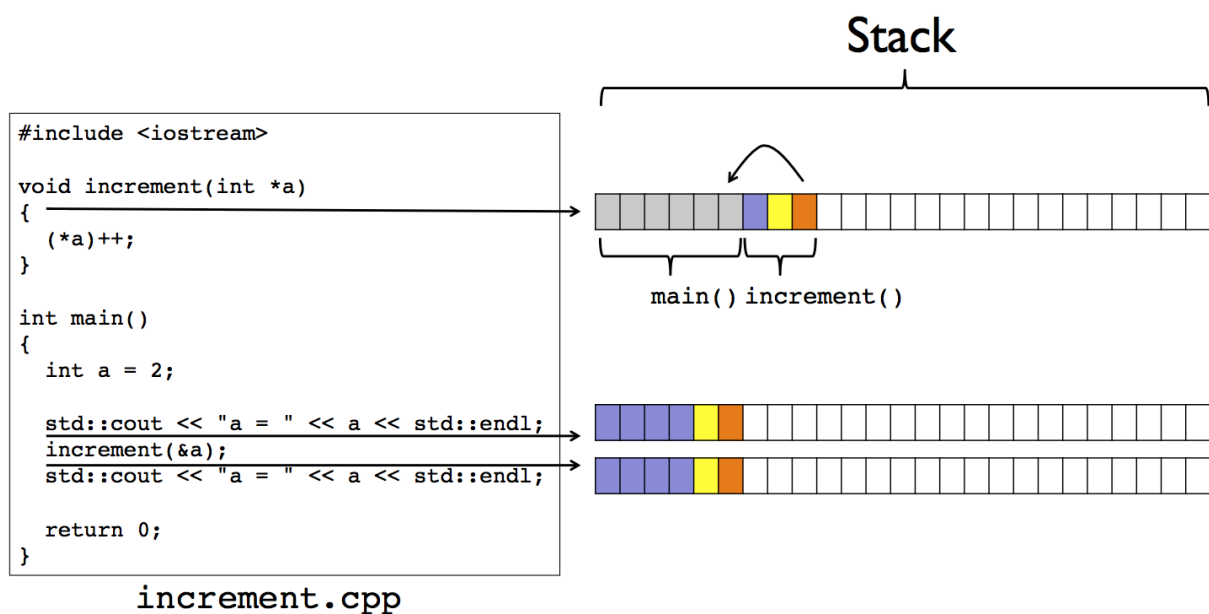 Stack
#include <iostream>
void increment(int *a)
{
(*a)++;
}
int main()
{
int a = 2;
std::cout << "a = " << a << std::endl;
increment(&a);
std::cout << "a = " << a << std::endl;
return 0;
}
main() increment()
increment.cpp